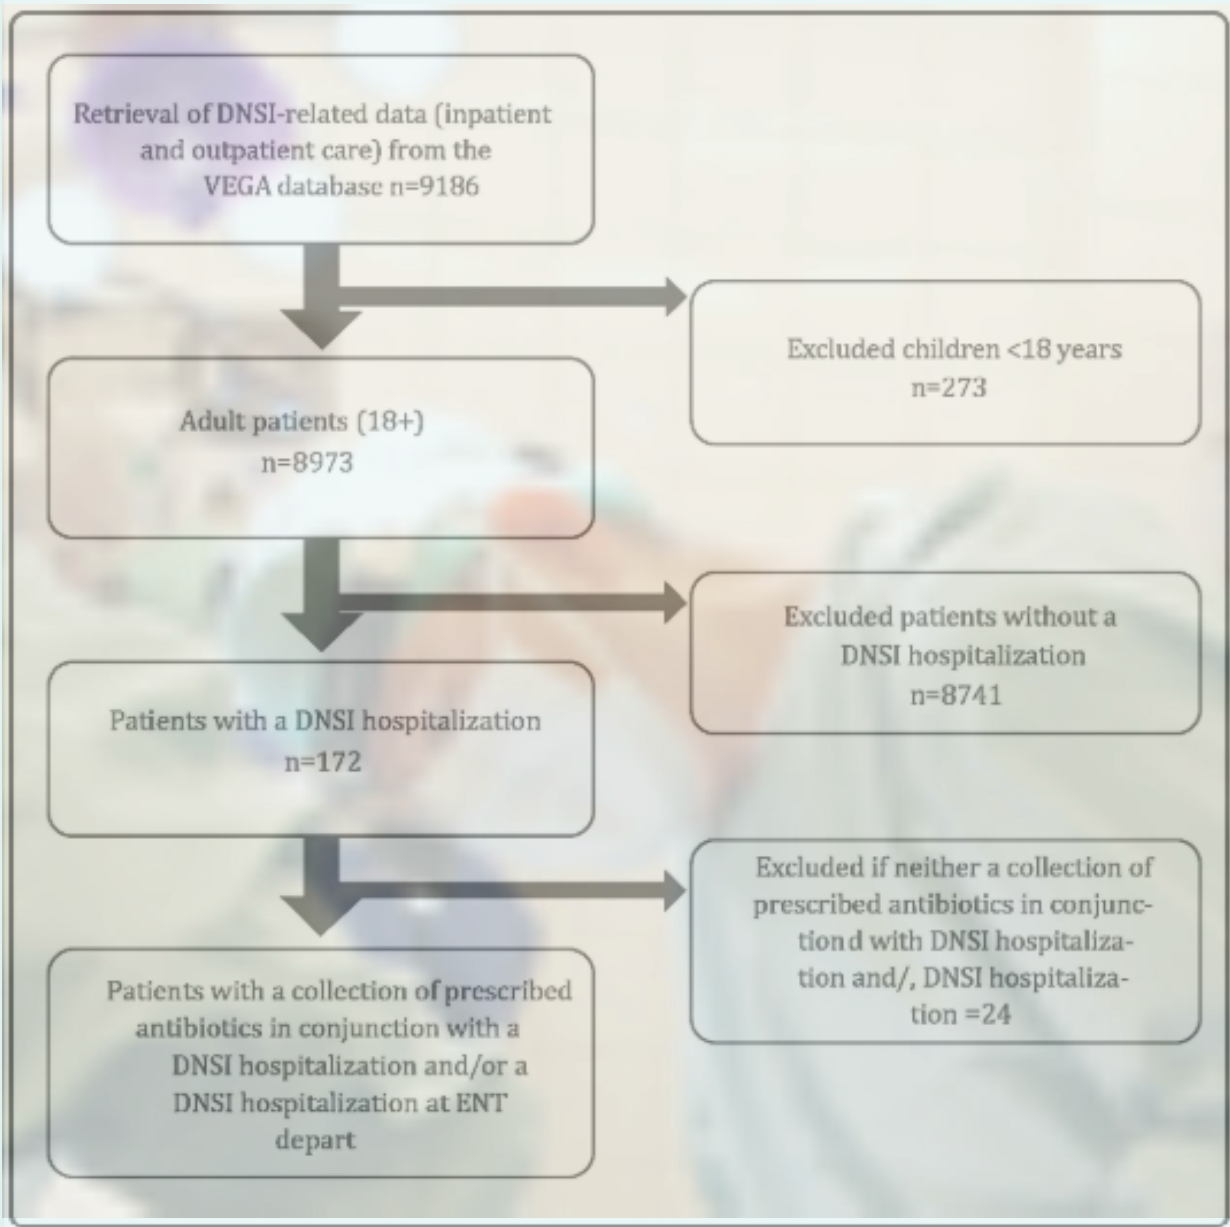 Retrieval of DNSI-related data (inpatient
and outpatient care) from the
VEGA database n=9186
Excluded children <18 years
n=273
Adult patients (18+)
n=8973
Excluded patients without a
DNSI hospitalization
n=8741
Patients with a DNSI hospitalization
n=172
Excluded if neither a collection of
prescribed antibiotics in conjunc-
tiond with DNSI hospitaliza-
tion and/, DNSI hospitaliza-
tion =24
Patients with a collection of prescribed
antibiotics in conjunction with a
DNSI hospitalization and/or a
DNSI hospitalization at ENT
depart